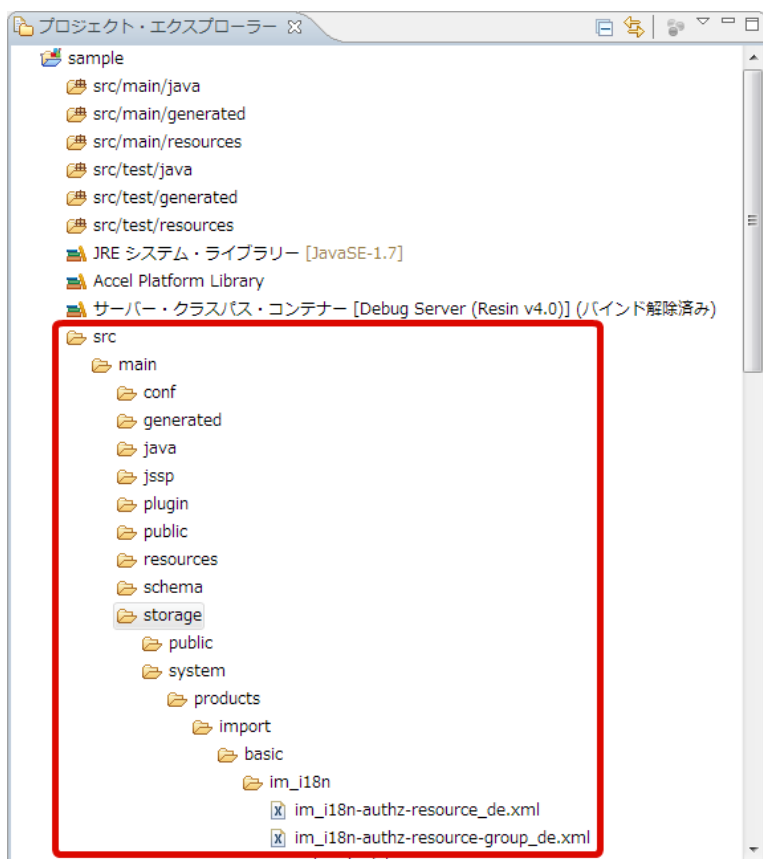 プロジェクト・エクスプローラー
sample
src/main/java
src/main/generated
src/main/resources
src/test/java
src/test/generated
src/test/resources
JRE システム・ライブラリー [JavaSE-1.7]
Accel Platform Library
サーバー・クラスパス・コンテナー [Debug Server (Resin v4.0)] (バインド解除済み)
src
main
conf
generated
java
jssp
plugin
public
resources
schema
storage
public
system
products
import
basic
im_i18n
im_i18n-authz-resource_de.xml
im_i18n-authz-resource-group_de.xml